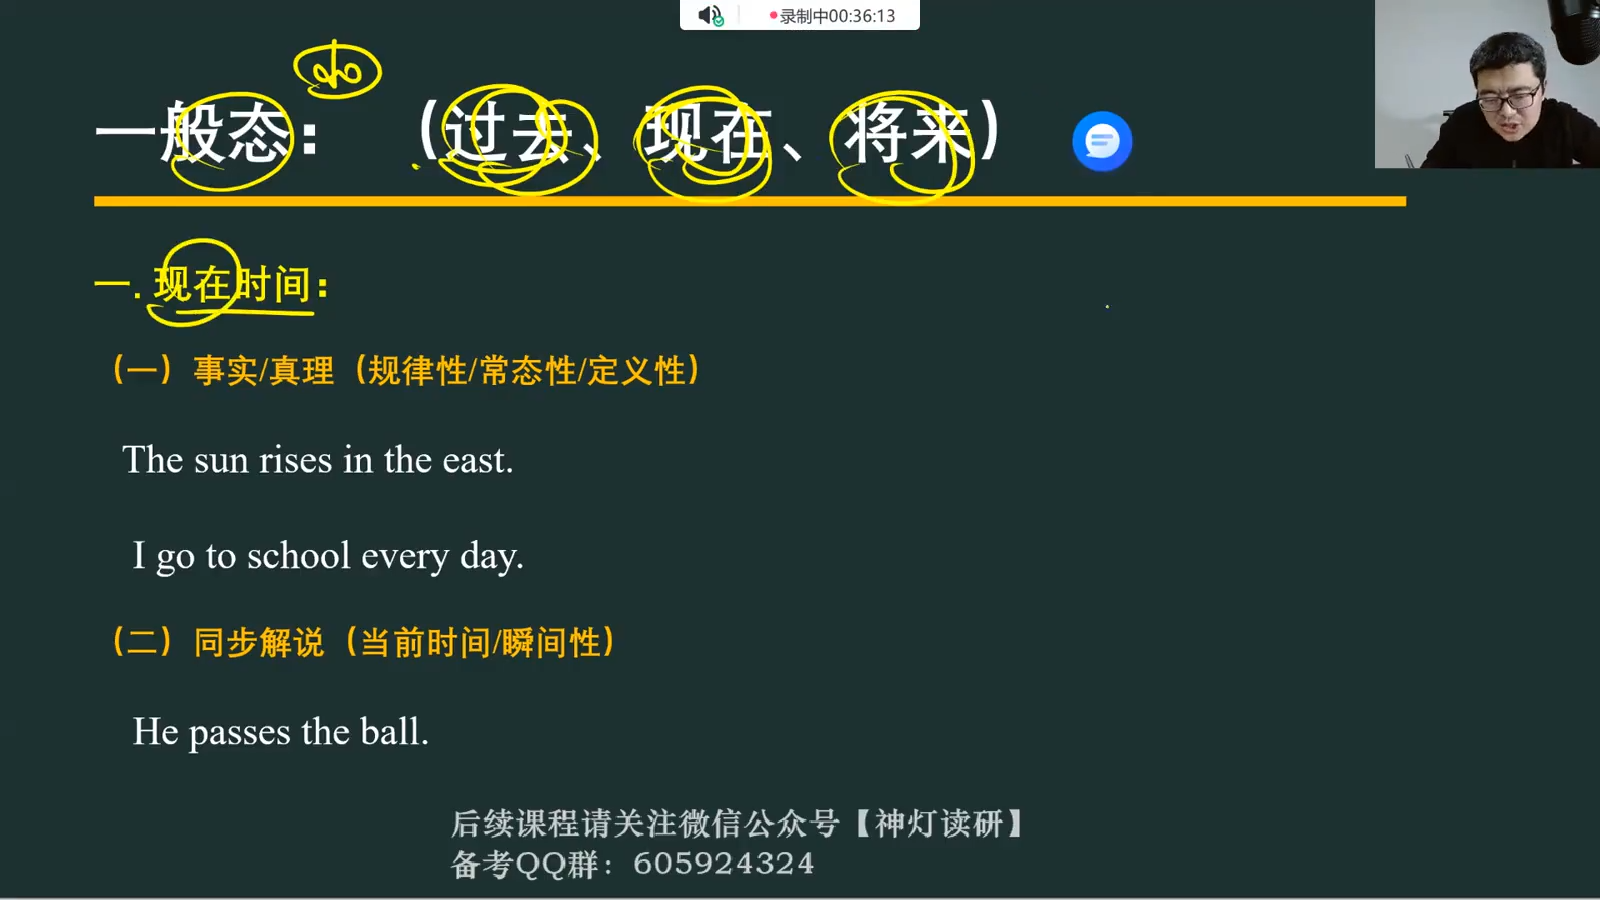 录制中00:36:13
do
一般态： （过去、现在、将来）
一. 现在时间：
（一）事实/真理（规律性/常态性/定义性）
The sun rises in the east.
I go to school every day.
（二）同步解说（当前时间/瞬间性）
He passes the ball.
后续课程请关注微信公众号【神灯读研】
备考QQ群：605924324